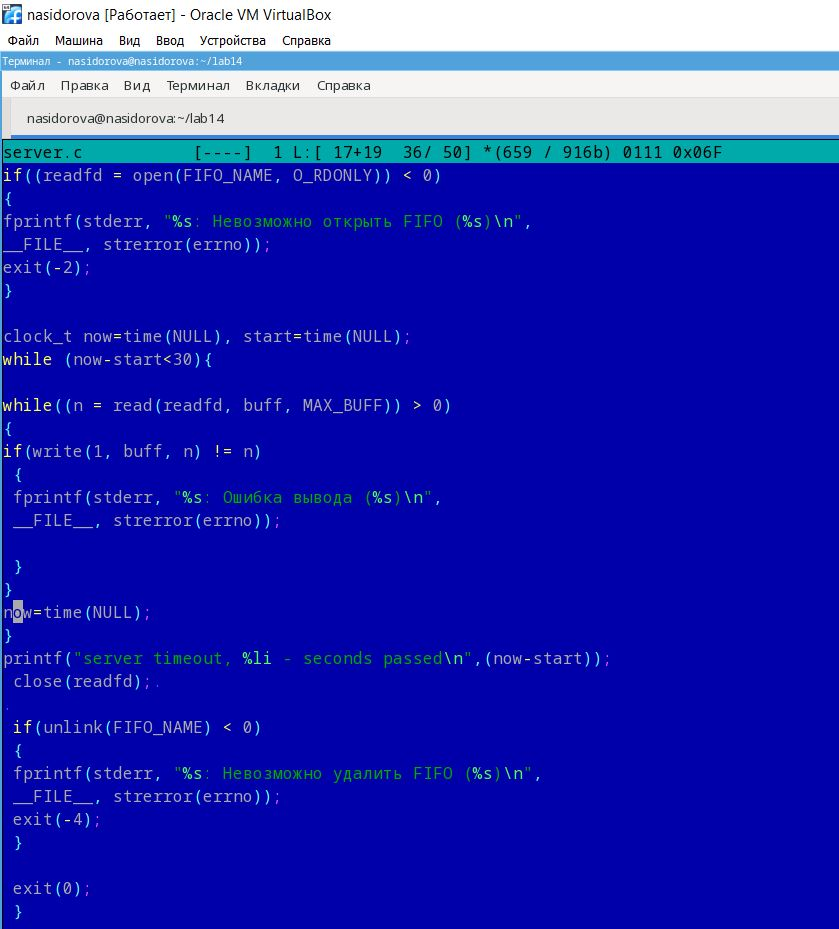 nasidorova [Работает] - Oracle VM VirtualBox
Файл Машина Вид Ввод Устройства Справка
Терминал - nasidorova@nasidorova:~/lab14
Файл Правка Вид Терминал Вкладки Справка
nasidorova@nasidorova:~/lab14
server.c [----] 1 L:[ 17+19 36/ 50] *(659 / 916b) 0111 0x06F
if((readfd = open(FIFO_NAME, O_RDONLY)) < 0)
{
fprintf(stderr, "%s: Невозможно открыть FIFO (%s)\n",
__FILE__, strerror(errno));
exit(-2);
}
clock_t now=time(NULL), start=time(NULL);
while (now-start<30){
while((n = read(readfd, buff, MAX_BUFF)) > 0)
{
if(write(1, buff, n) != n)
{
fprintf(stderr, "%s: Ошибка вывода (%s)\n",
__FILE__, strerror(errno));
}
}
now=time(NULL);
}
printf("server timeout, %li - seconds passed\n",(now-start));
close(readfd);.
.
if(unlink(FIFO_NAME) < 0)
{
fprintf(stderr, "%s: Невозможно удалить FIFO (%s)\n",
__FILE__, strerror(errno));
exit(-4);
}
exit(0);
}